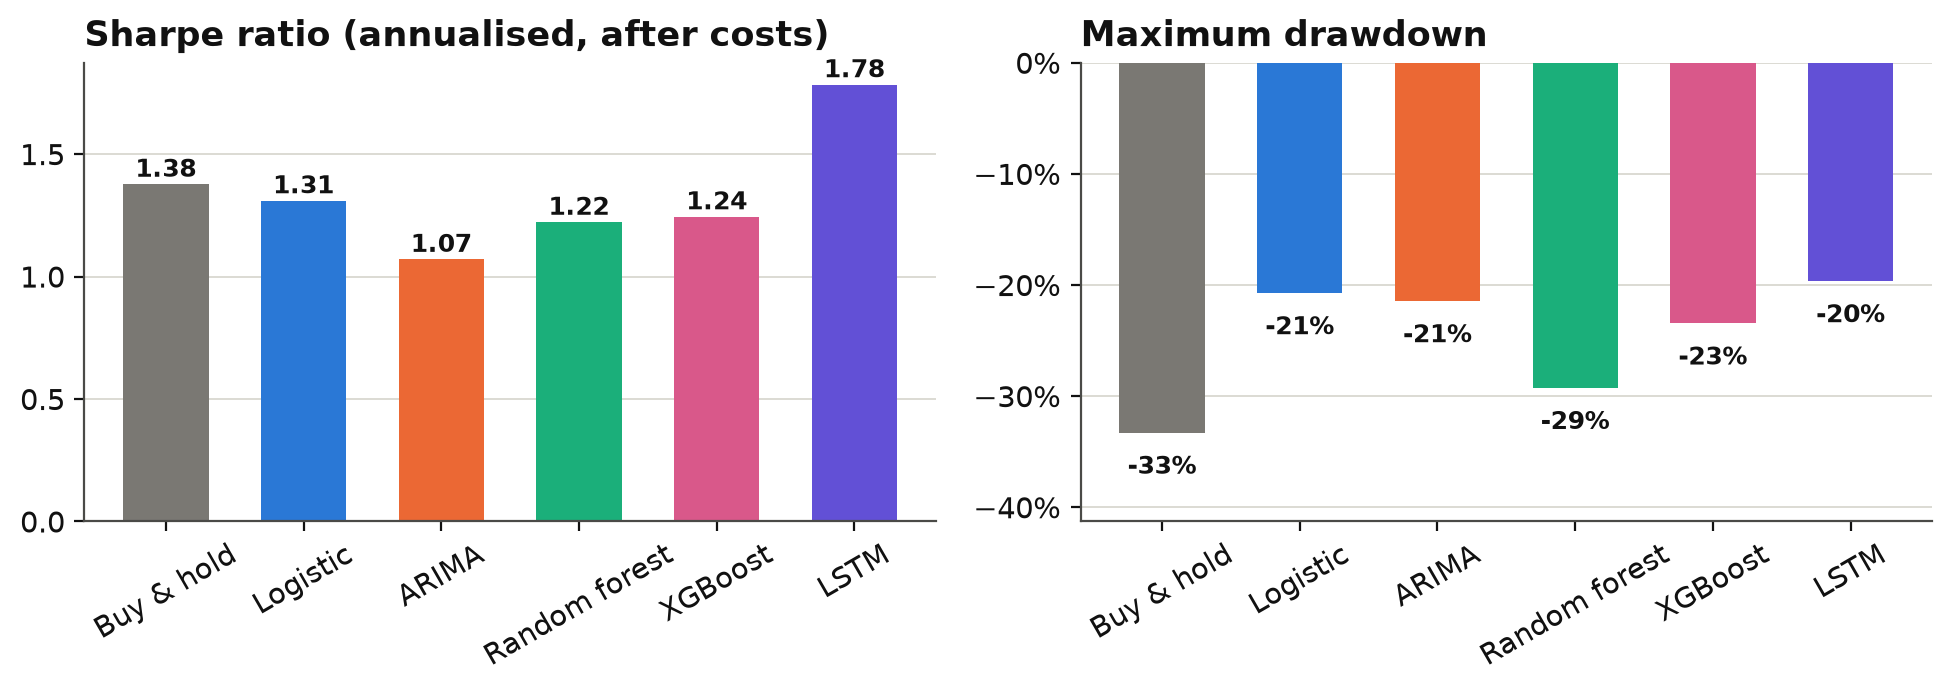 Sharpe ratio (annualised, after costs)
1.5
1.0
0.5
0.0
1.38
1.31
1.07
1.22
1.24
1.78
Buy & hold
Logistic
ARIMA
Random forest
XGBoost
LSTM
Maximum drawdown
0%
−10%
−20%
−30%
−40%
-33%
-21%
-21%
-29%
-23%
-20%
Buy & hold
Logistic
ARIMA
Random forest
XGBoost
LSTM